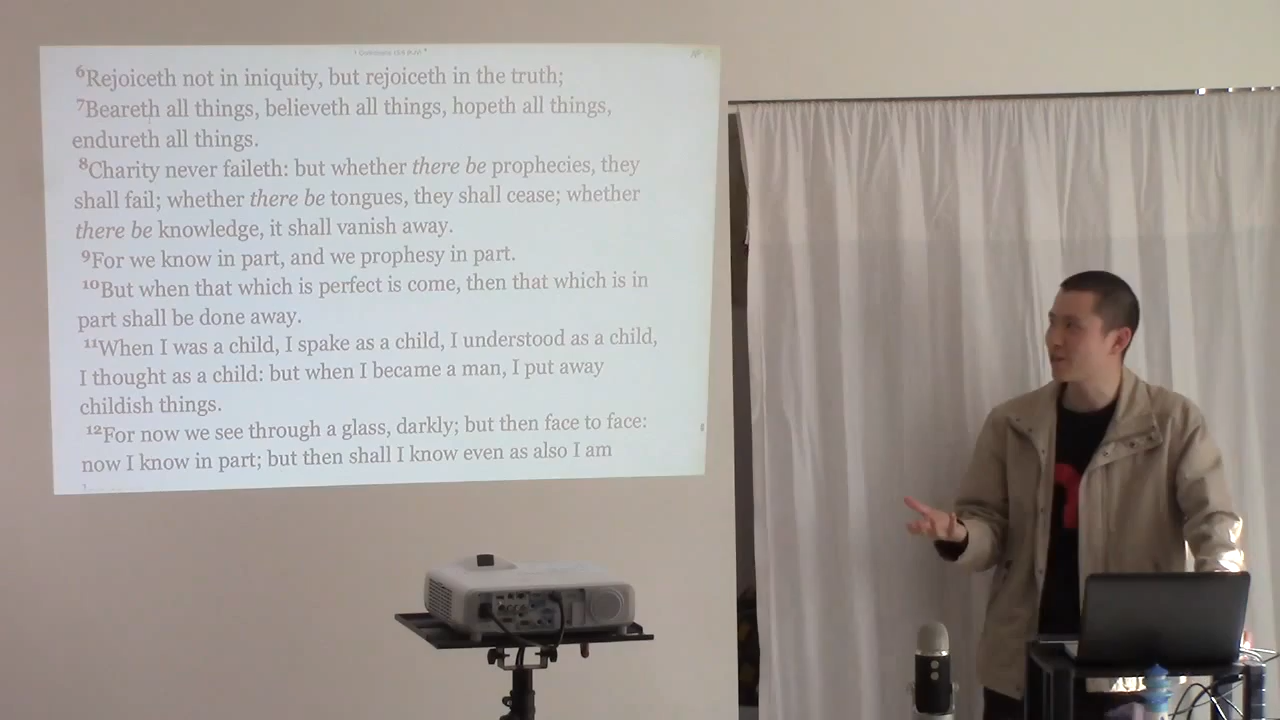 ⁶Rejoiceth not in iniquity, but rejoiceth in the truth;
⁷Beareth all things, believeth all things, hopeth all things,
endureth all things.
⁸Charity never faileth: but whether there be prophecies, they
shall fail; whether there be tongues, they shall cease; whether
there be knowledge, it shall vanish away.
⁹For we know in part, and we prophesy in part.
¹⁰But when that which is perfect is come, then that which is in
part shall be done away.
¹¹When I was a child, I spake as a child, I understood as a child,
I thought as a child: but when I became a man, I put away
childish things.
¹²For now we see through a glass, darkly; but then face to face:
now I know in part; but then shall I know even as also I am